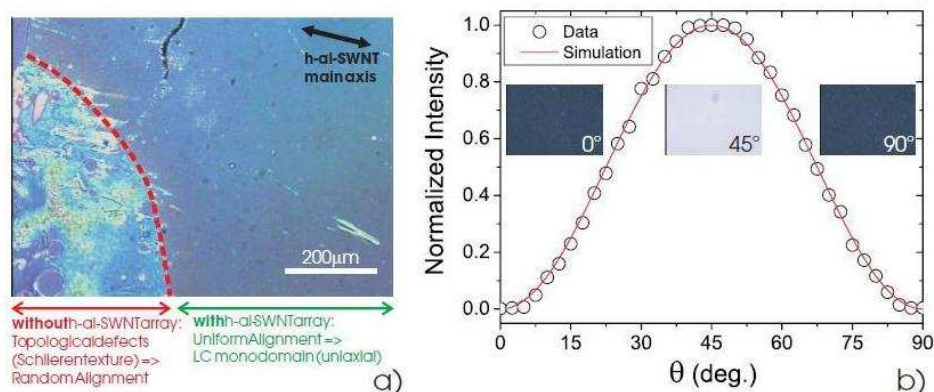 h-al-SWNT
main axis
200µm
withouth-al-SWNTarray:
Topologicaldefects
(Schlierentexture) =>
RandomAlignment
withh-al-SWNTarray:
UniformAlignment =>
LC monodomain (uniaxial)
a)
Normalized Intensity
1.0
0.8
0.6
0.4
0.2
0.0
Data
Simulation
0°
45°
90°
0 15 30 45 60 75 90
θ (deg.)
b)